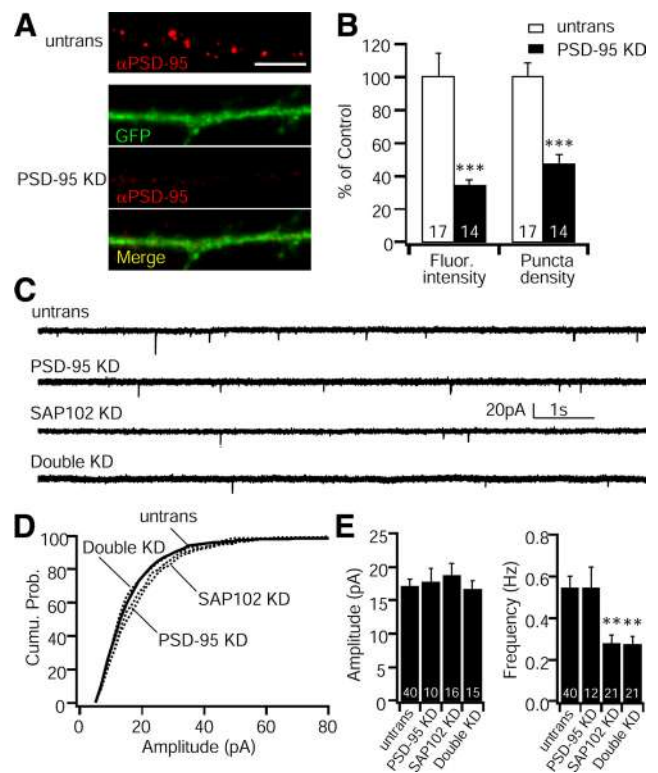 A
untrans
αPSD-95
GFP
PSD-95 KD
αPSD-95
Merge
B
untrans
PSD-95 KD
% of Control
120
100
80
60
40
20
0
***
***
17 14 17 14
Fluor. intensity
Puncta density
C
untrans
PSD-95 KD
SAP102 KD
20pA 1s
Double KD
D
untrans
Double KD
SAP102 KD
PSD-95 KD
Cumu. Prob.
100
80
60
40
20
0
20 40 60 80
Amplitude (pA)
E
Amplitude (pA)
25
20
15
10
5
0
40 10 16 15
untrans
PSD-95 KD
SAP102 KD
Double KD
Frequency (Hz)
0.8
0.6
0.4
0.2
0.0
** **
40 12 21 21
untrans
PSD-95 KD
SAP102 KD
Double KD